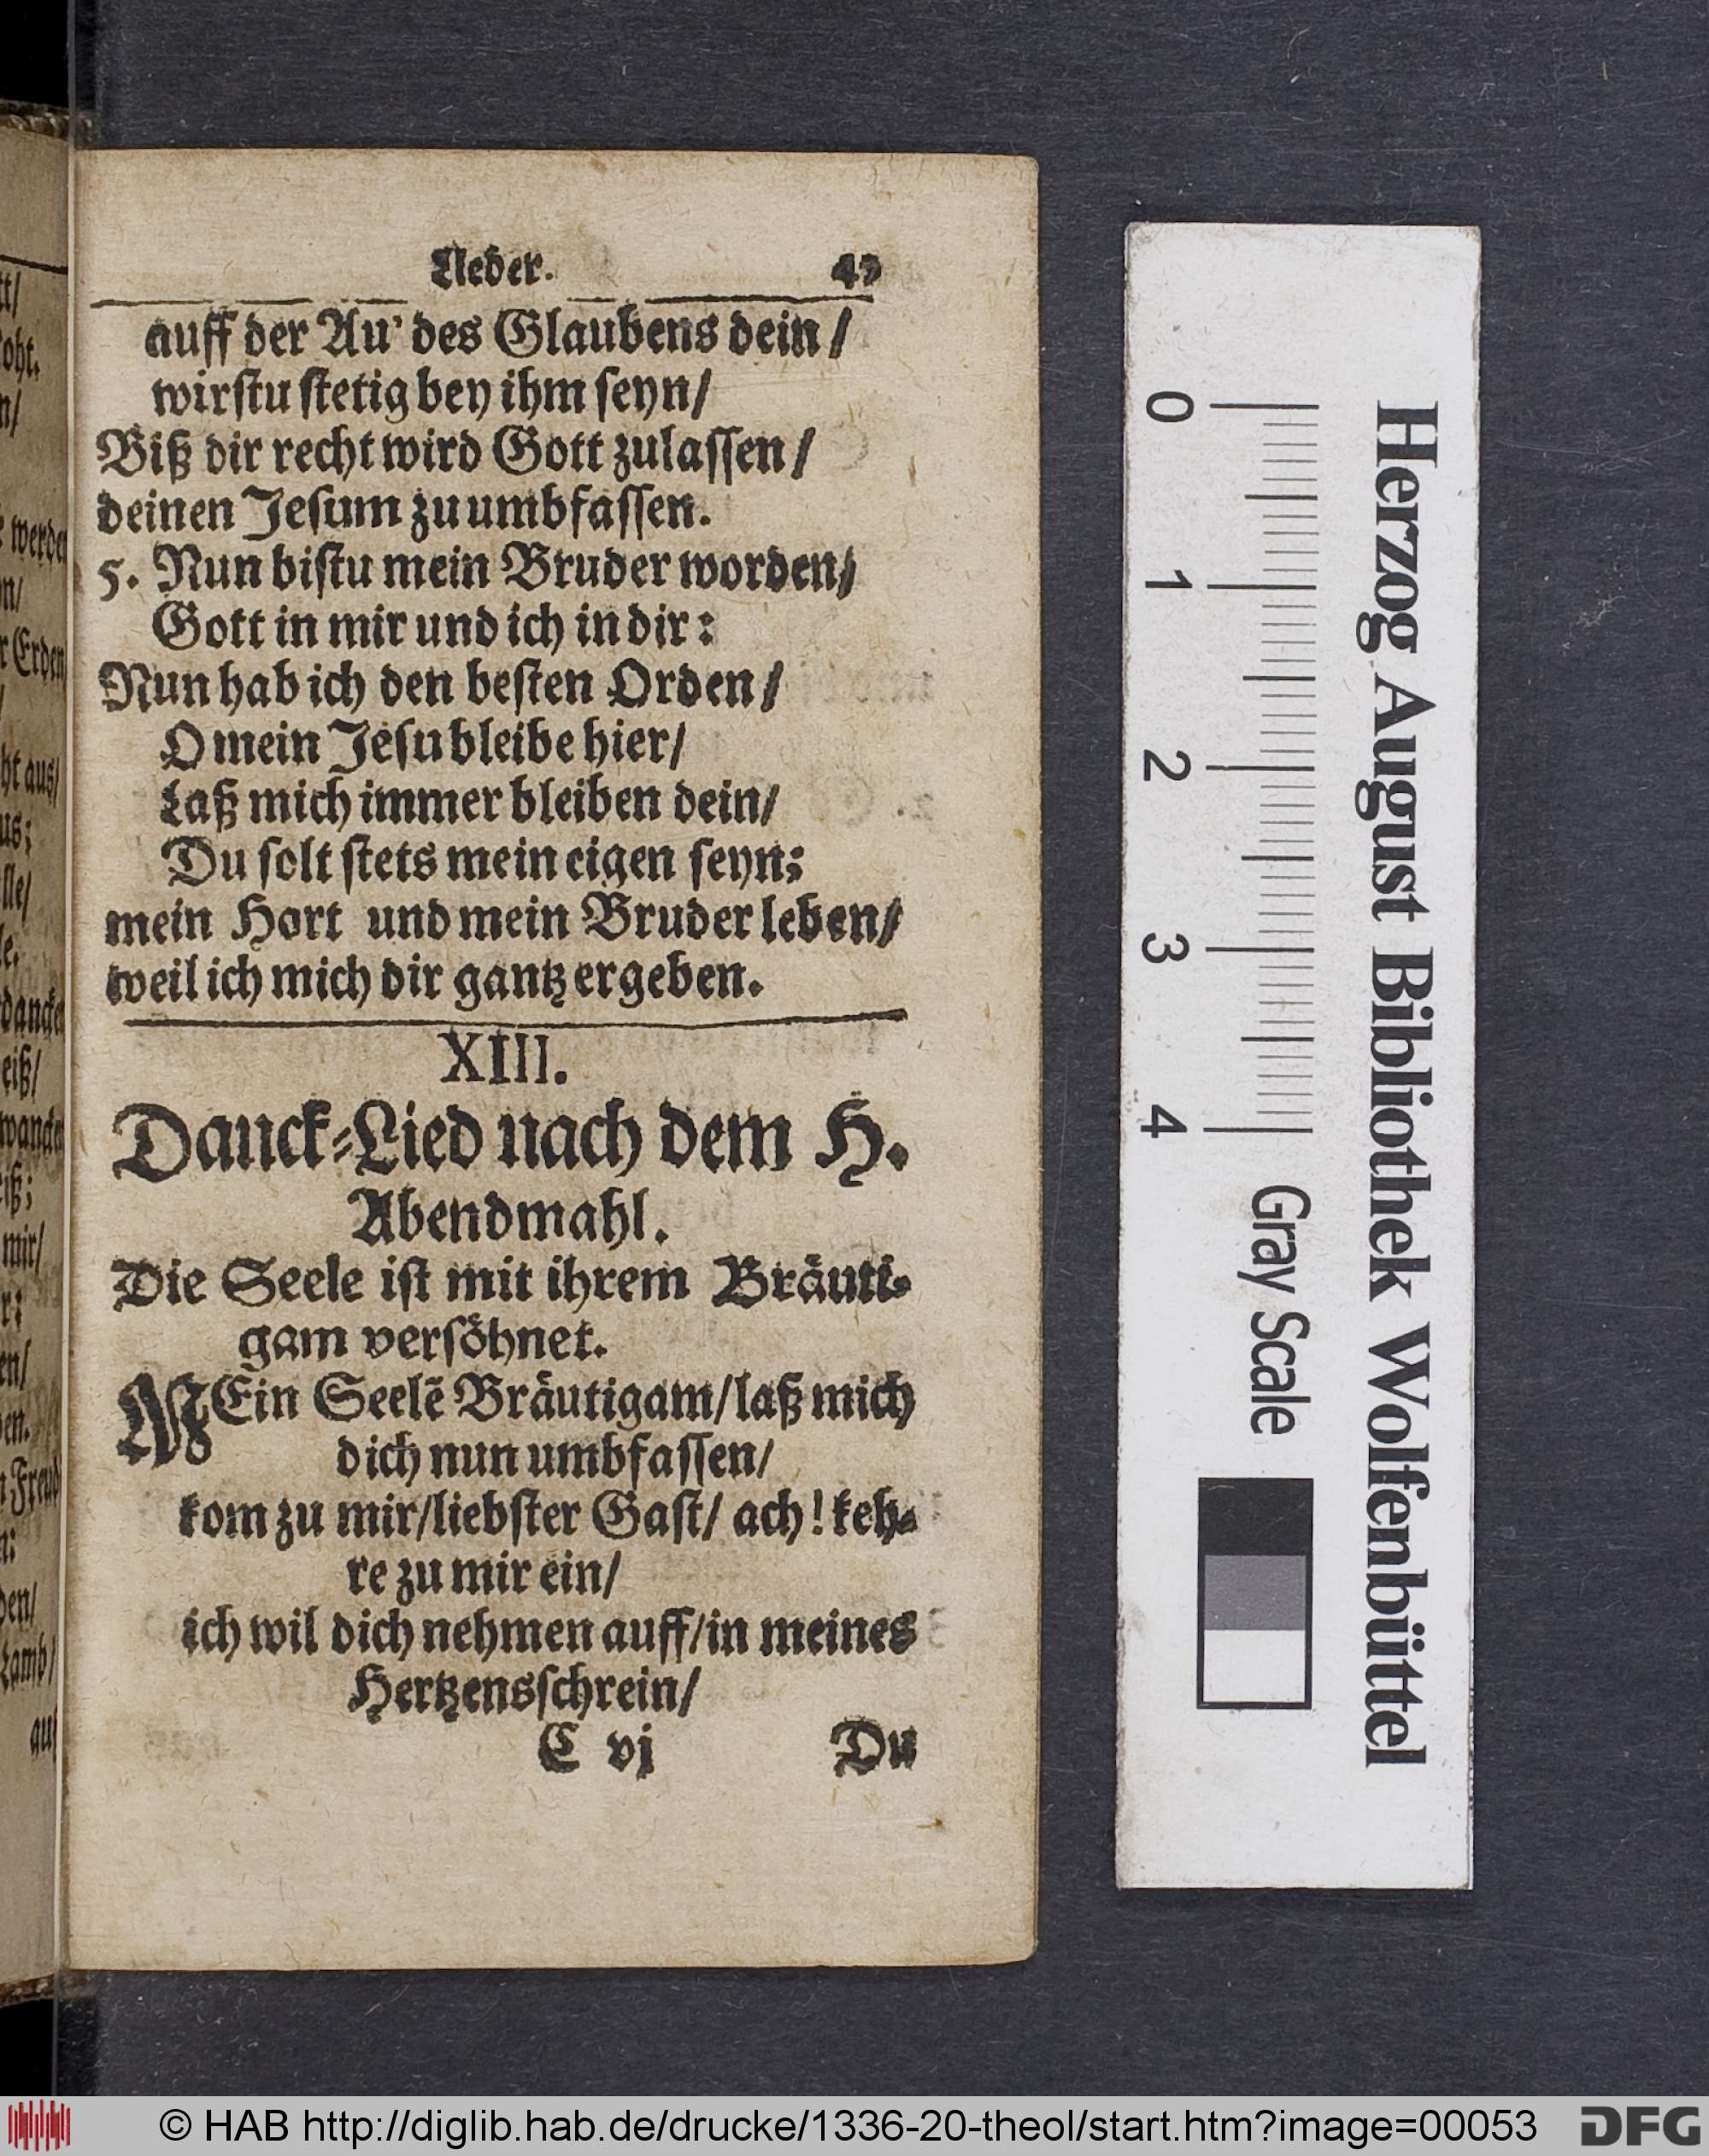 Lieder.
auff der Au' des Glaubens dein/
wirstu stetig bey ihm seyn/
Biß dir recht wird Gott zulassen/
deinen Jesum zu umbfassen.
5. Nun bistu mein Bruder worden/
Gott in mir und ich in dir:
Nun hab ich den besten Orden/
O mein Jesu bleibe hier/
Laß mich immer bleiben dein/
Du solt stets mein eigen seyn;
mein Hort und mein Bruder leben/
weil ich mich dir gantz ergeben.
XIII.
Danck-Lied nach dem H.
Abendmahl.
Die Seele ist mit ihrem Bräuti-
gam versöhnet.
MEin Seelē Bräutigam/laß mich
dich nun umbfassen/
kom zu mir/liebster Gast/ ach! keh-
re zu mir ein/
ich wil dich nehmen auff/in meines
Hertzensschrein/
C vj Du
werde
Erden
aus/
mir/
au
0 1 2 3 4 Gray Scale
Herzog August Bibliothek Wolfenbüttel
© HAB http://diglib.hab.de/drucke/1336-20-theol/start.htm?image=00053
DFG